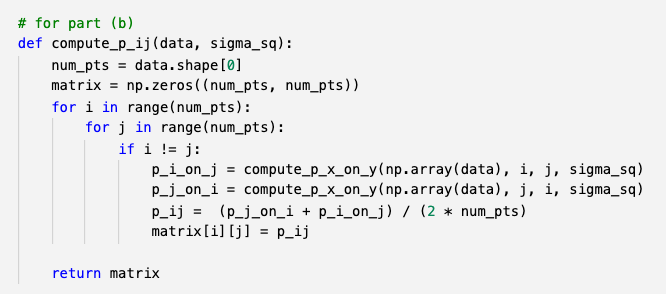 # for part (b)
def compute_p_ij(data, sigma_sq):
    num_pts = data.shape[0]
    matrix = np.zeros((num_pts, num_pts))
    for i in range(num_pts):
        for j in range(num_pts):
            if i != j:
                p_i_on_j = compute_p_x_on_y(np.array(data), i, j, sigma_sq)
                p_j_on_i = compute_p_x_on_y(np.array(data), j, i, sigma_sq)
                p_ij =  (p_j_on_i + p_i_on_j) / (2 * num_pts)
                matrix[i][j] = p_ij
    return matrix